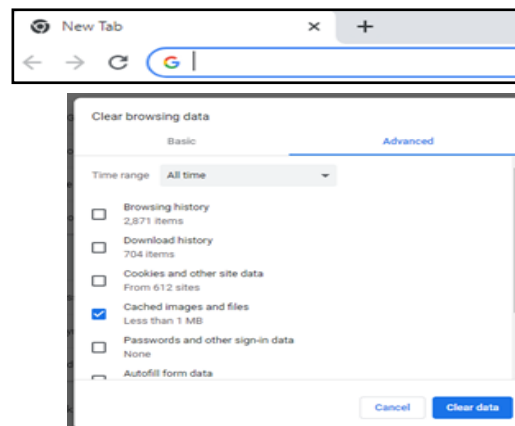 New Tab
G
Clear browsing data
Basic Advanced
Time range All time
Browsing history
2,871 items
Download history
704 items
Cookies and other site data
From 612 sites
Cached images and files
Less than 1 MB
Passwords and other sign-in data
None
Autofill form data
Cancel Clear data